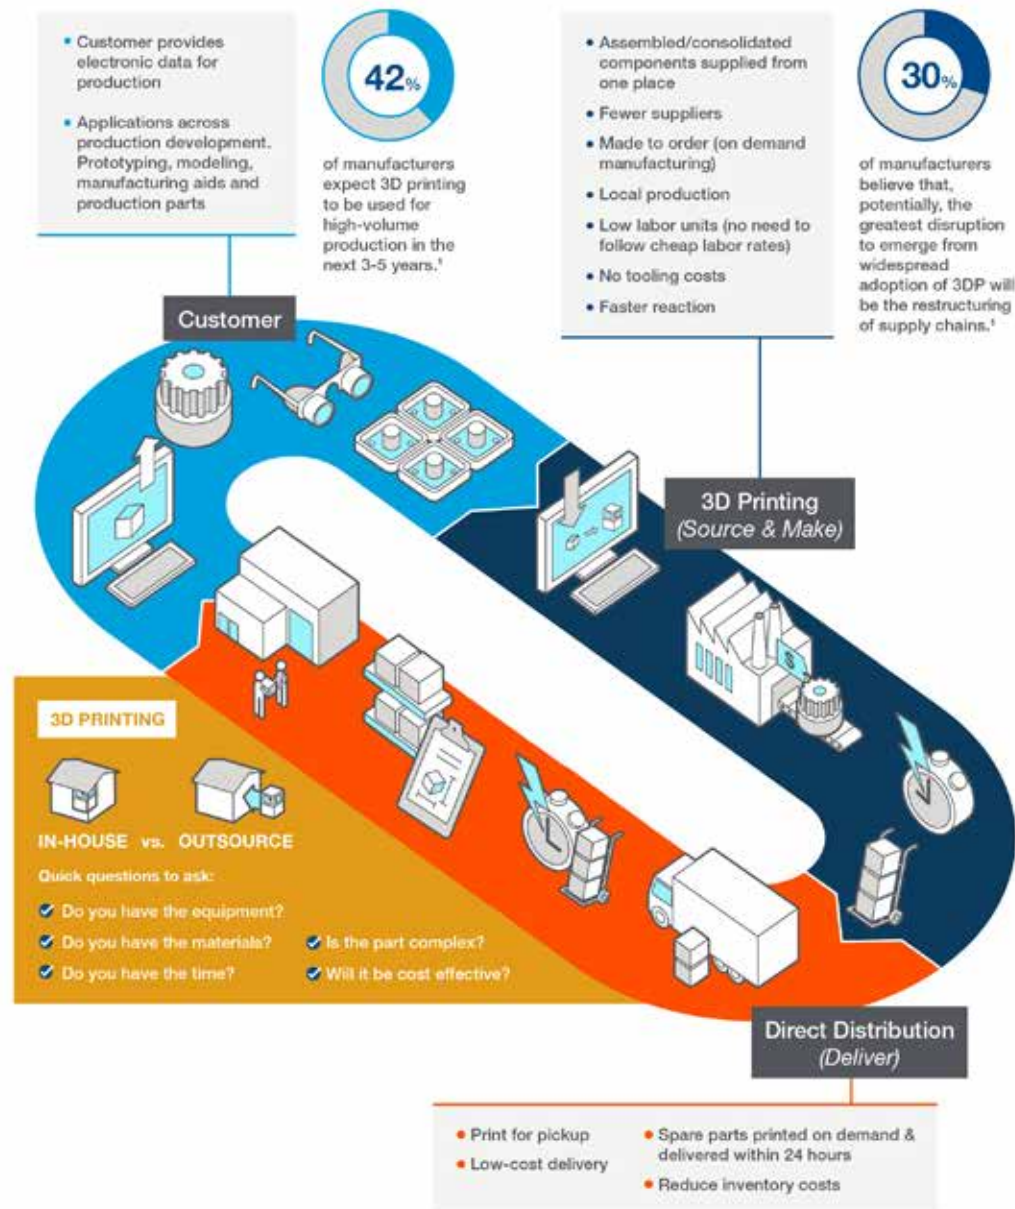 Customer provides
electronic data for
production
Applications across
production development.
Prototyping, modeling,
manufacturing aids and
production parts
42%
of manufacturers
expect 3D printing
to be used for
high-volume
production in the
next 3-5 years.¹
Assembled/consolidated
components supplied from
one place
Fewer suppliers
Made to order (on demand
manufacturing)
Local production
Low labor units (no need to
follow cheap labor rates)
No tooling costs
Faster reaction
30%
of manufacturers
believe that,
potentially, the
greatest disruption
to emerge from
widespread
adoption of 3DP will
be the restructuring
of supply chains.¹
Customer
3D Printing
(Source & Make)
$
3D PRINTING
IN-HOUSE vs. OUTSOURCE
Quick questions to ask:
Do you have the equipment?
Do you have the materials?
Do you have the time?
Is the part complex?
Will it be cost effective?
Direct Distribution
(Deliver)
Print for pickup
Low-cost delivery
Spare parts printed on demand &
delivered within 24 hours
Reduce inventory costs